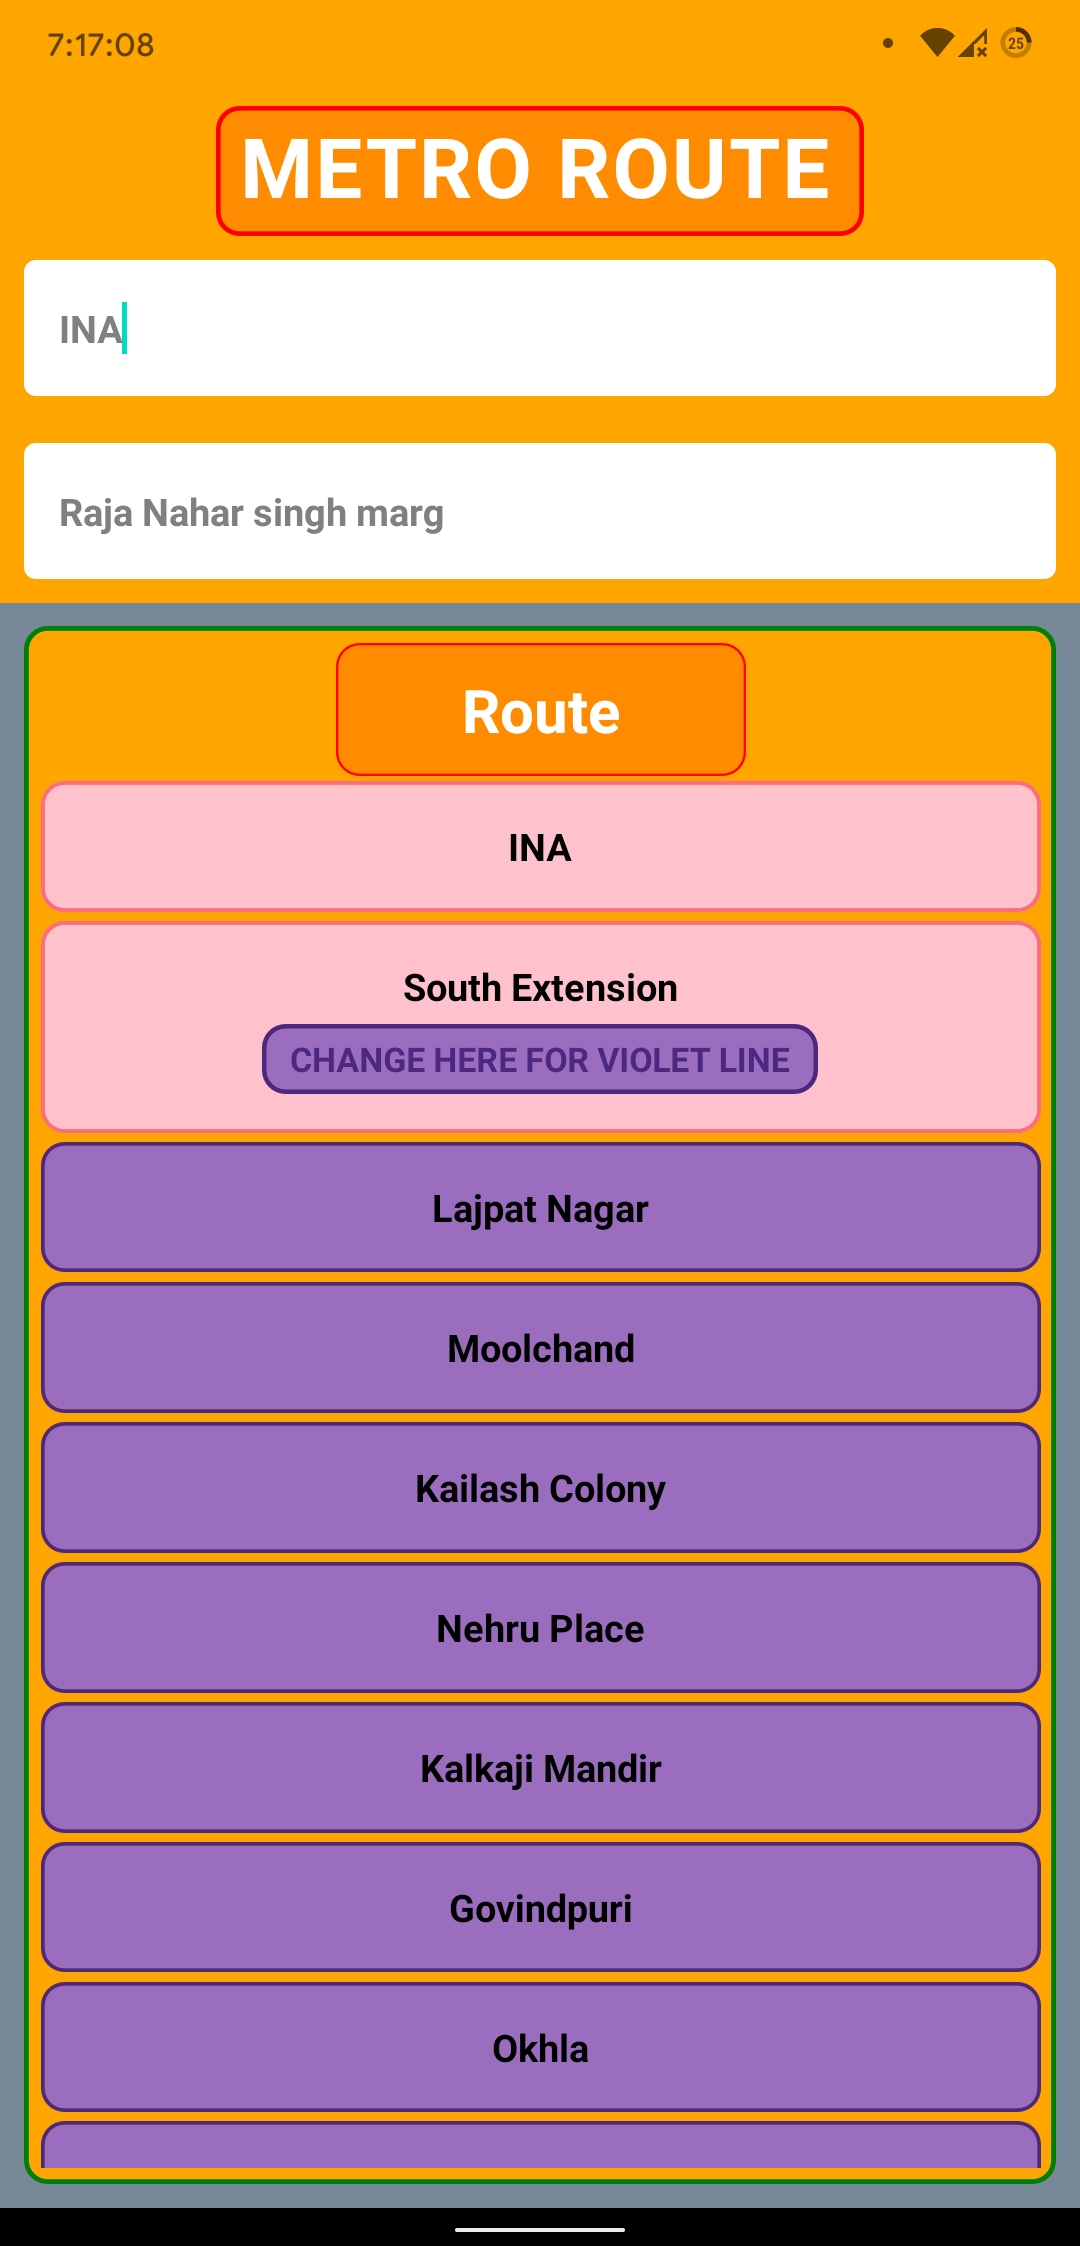 7:17:08
25
METRO ROUTE
INA
Raja Nahar singh marg
Route
INA
South Extension
CHANGE HERE FOR VIOLET LINE
Lajpat Nagar
Moolchand
Kailash Colony
Nehru Place
Kalkaji Mandir
Govindpuri
Okhla